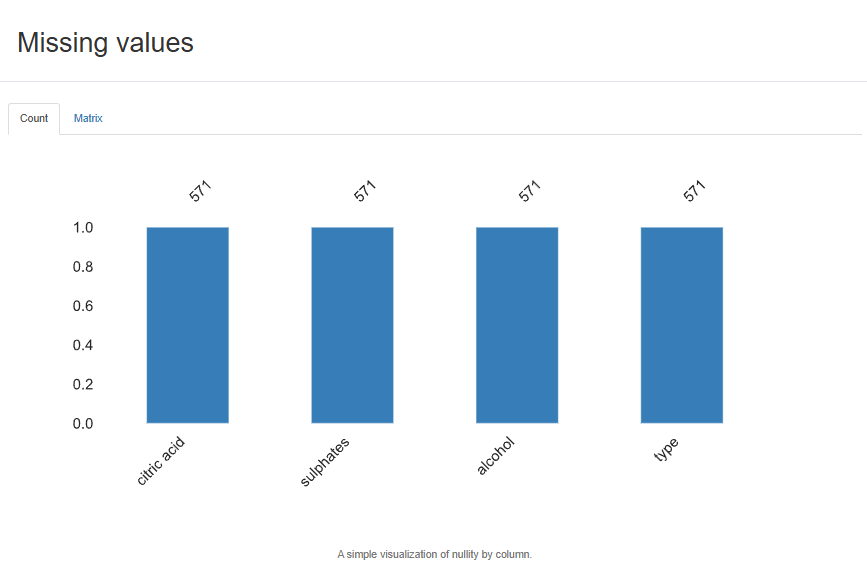 Missing values
Count Matrix
571 571 571 571
1.0
0.8
0.6
0.4
0.2
0.0
citric acid sulphates alcohol type
A simple visualization of nullity by column.